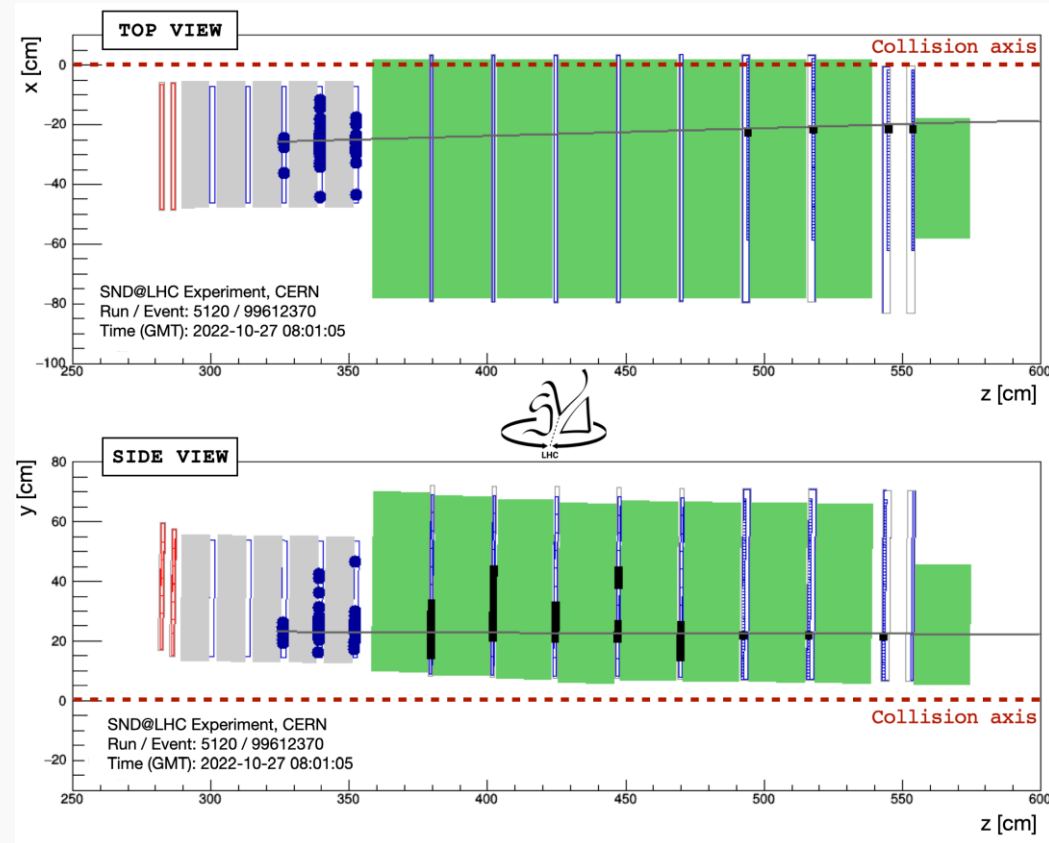 TOP VIEW
Collision axis
x [cm]
0
−20
−40
−60
−80
−100
SND@LHC Experiment, CERN
Run / Event: 5120 / 99612370
Time (GMT): 2022-10-27 08:01:05
250 300 350 400 450 500 550 600
z [cm]
LHC
SIDE VIEW
y [cm]
80
60
40
20
0
−20
Collision axis
SND@LHC Experiment, CERN
Run / Event: 5120 / 99612370
Time (GMT): 2022-10-27 08:01:05
250 300 350 400 450 500 550 600
z [cm]